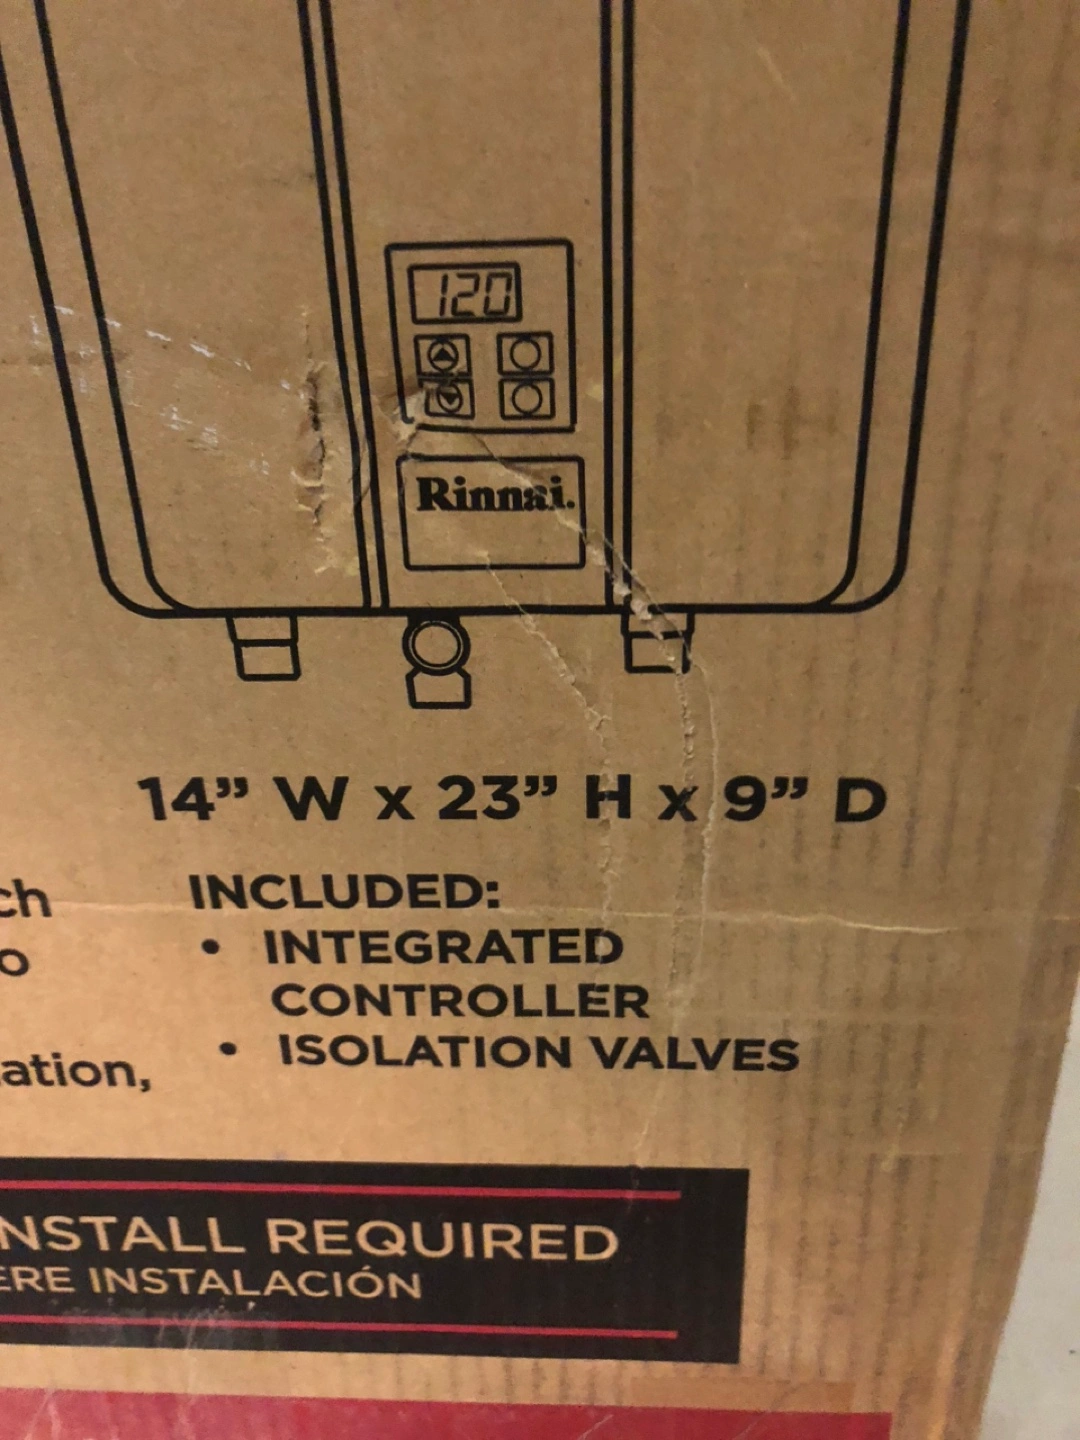 120
Rinnai.
14” W x 23” H x 9” D
INCLUDED:
• INTEGRATED
CONTROLLER
• ISOLATION VALVES
ch
o
ation,
NSTALL REQUIRED
ERE INSTALACIÓN